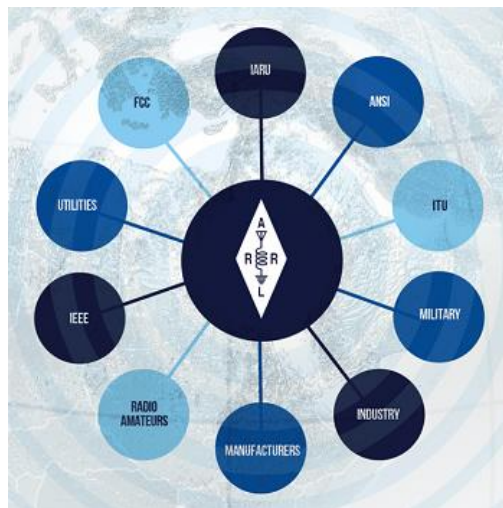 IARU
ANSI
ITU
MILITARY
INDUSTRY
MANUFACTURERS
RADIO
AMATEURS
IEEE
UTILITIES
FCC
A
R R
L